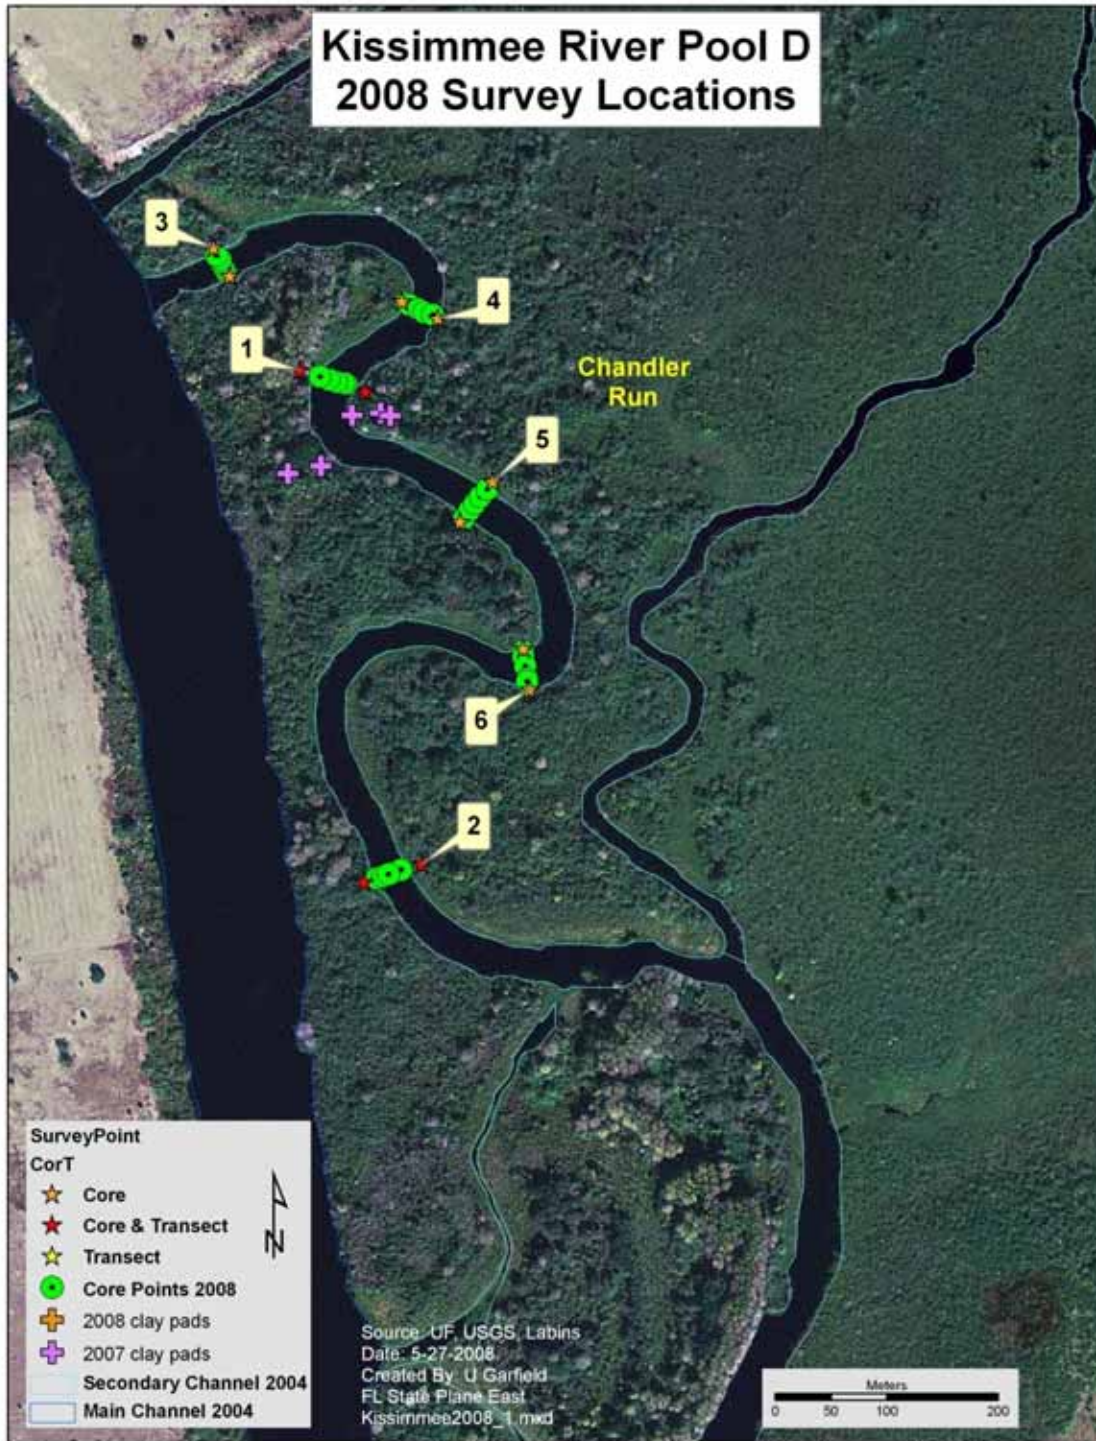 Kissimmee River Pool D
2008 Survey Locations
3
4
1
Chandler
Run
5
6
2
SurveyPoint
CorT
Core
Core & Transect
Transect
Core Points 2008
2008 clay pads
2007 clay pads
Secondary Channel 2004
Main Channel 2004
N
Source: UF, USGS, Labins
Date: 5-27-2008
Created By: U Garfield
FL State Plane East
Kissimmee2008_1.mxd
Meters
0 50 100 200